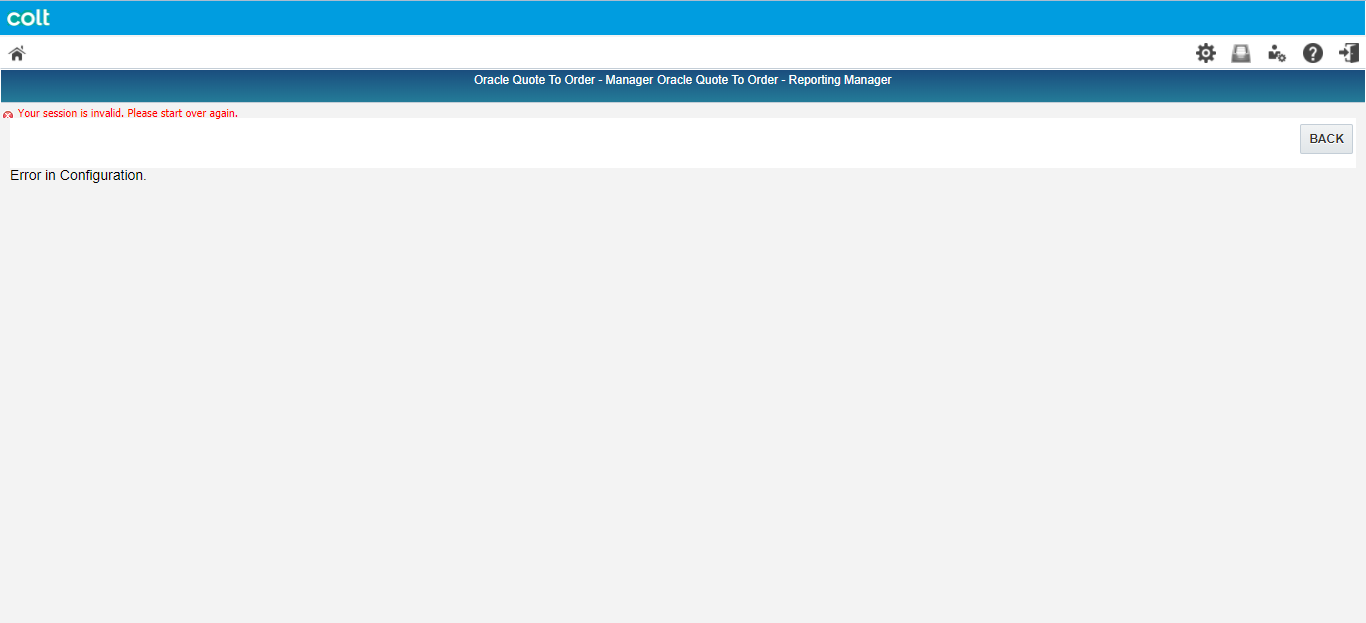 colt
Oracle Quote To Order - Manager Oracle Quote To Order - Reporting Manager
Your session is invalid. Please start over again.
BACK
Error in Configuration.